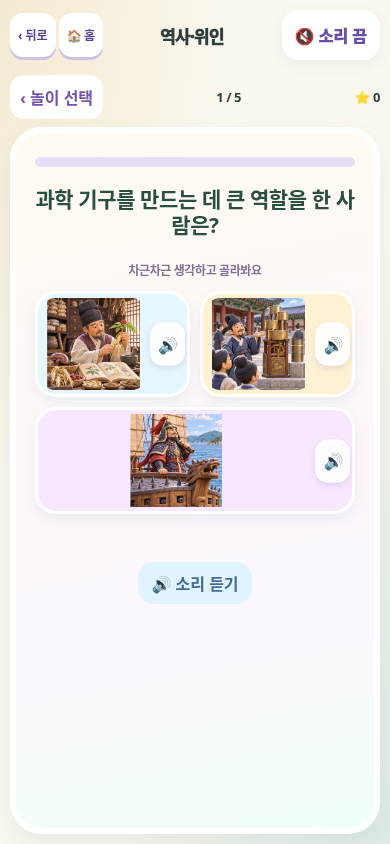 ‹ 뒤로
🏠 홈
역사·위인
🔇 소리 끔
‹ 놀이 선택
1 / 5
⭐ 0
과학 기구를 만드는 데 큰 역할을 한 사
람은?
차근차근 생각하고 골라봐요
🔊
🔊
🔊
🔊 소리 듣기